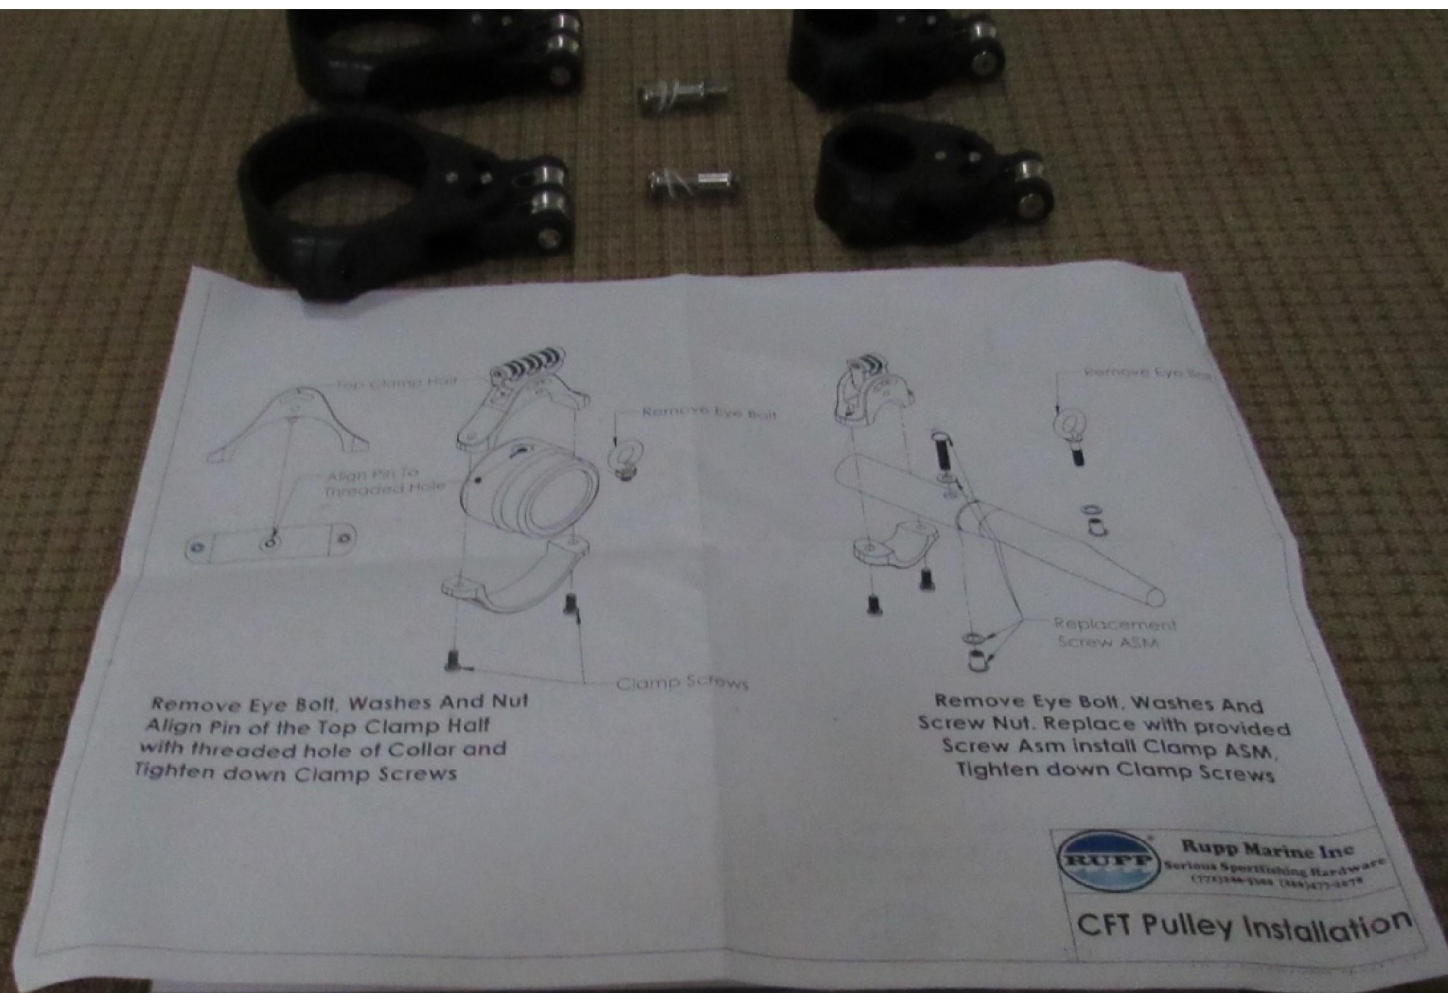 Top Clamp Half
Remove Eye Bolt
Align Pin To
Threaded Hole
Clamp Screws
Remove Eye Bolt, Washes And Nut
Align Pin of the Top Clamp Half
with threaded hole of Collar and
Tighten down Clamp Screws
Remove Eye Bolt
Replacement
Screw ASM
Remove Eye Bolt, Washes And
Screw Nut. Replace with provided
Screw Asm install Clamp ASM,
Tighten down Clamp Screws
RUPP
Rupp Marine Inc
Serious Sportfishing Hardware
CFT Pulley Installation